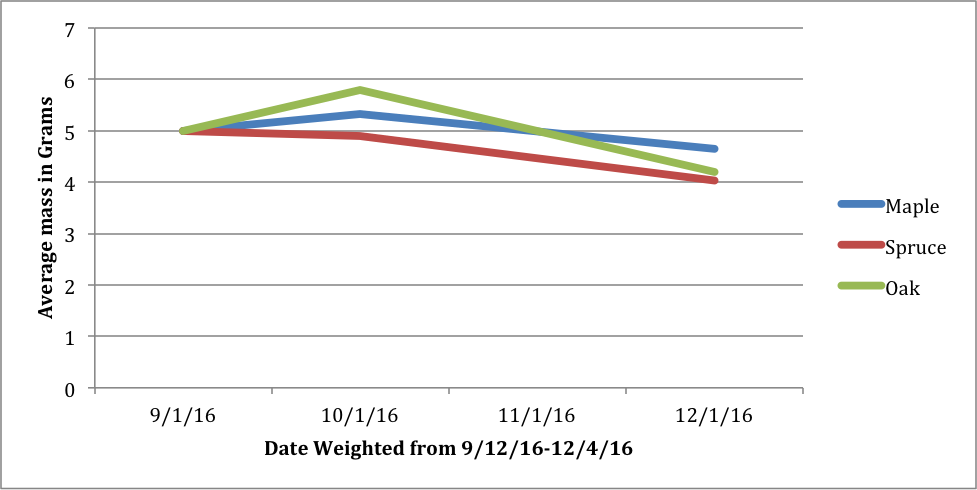 7
6
5
4
3
2
1
0
Average mass in Grams
9/1/16 10/1/16 11/1/16 12/1/16
Date Weighted from 9/12/16-12/4/16
Maple
Spruce
Oak